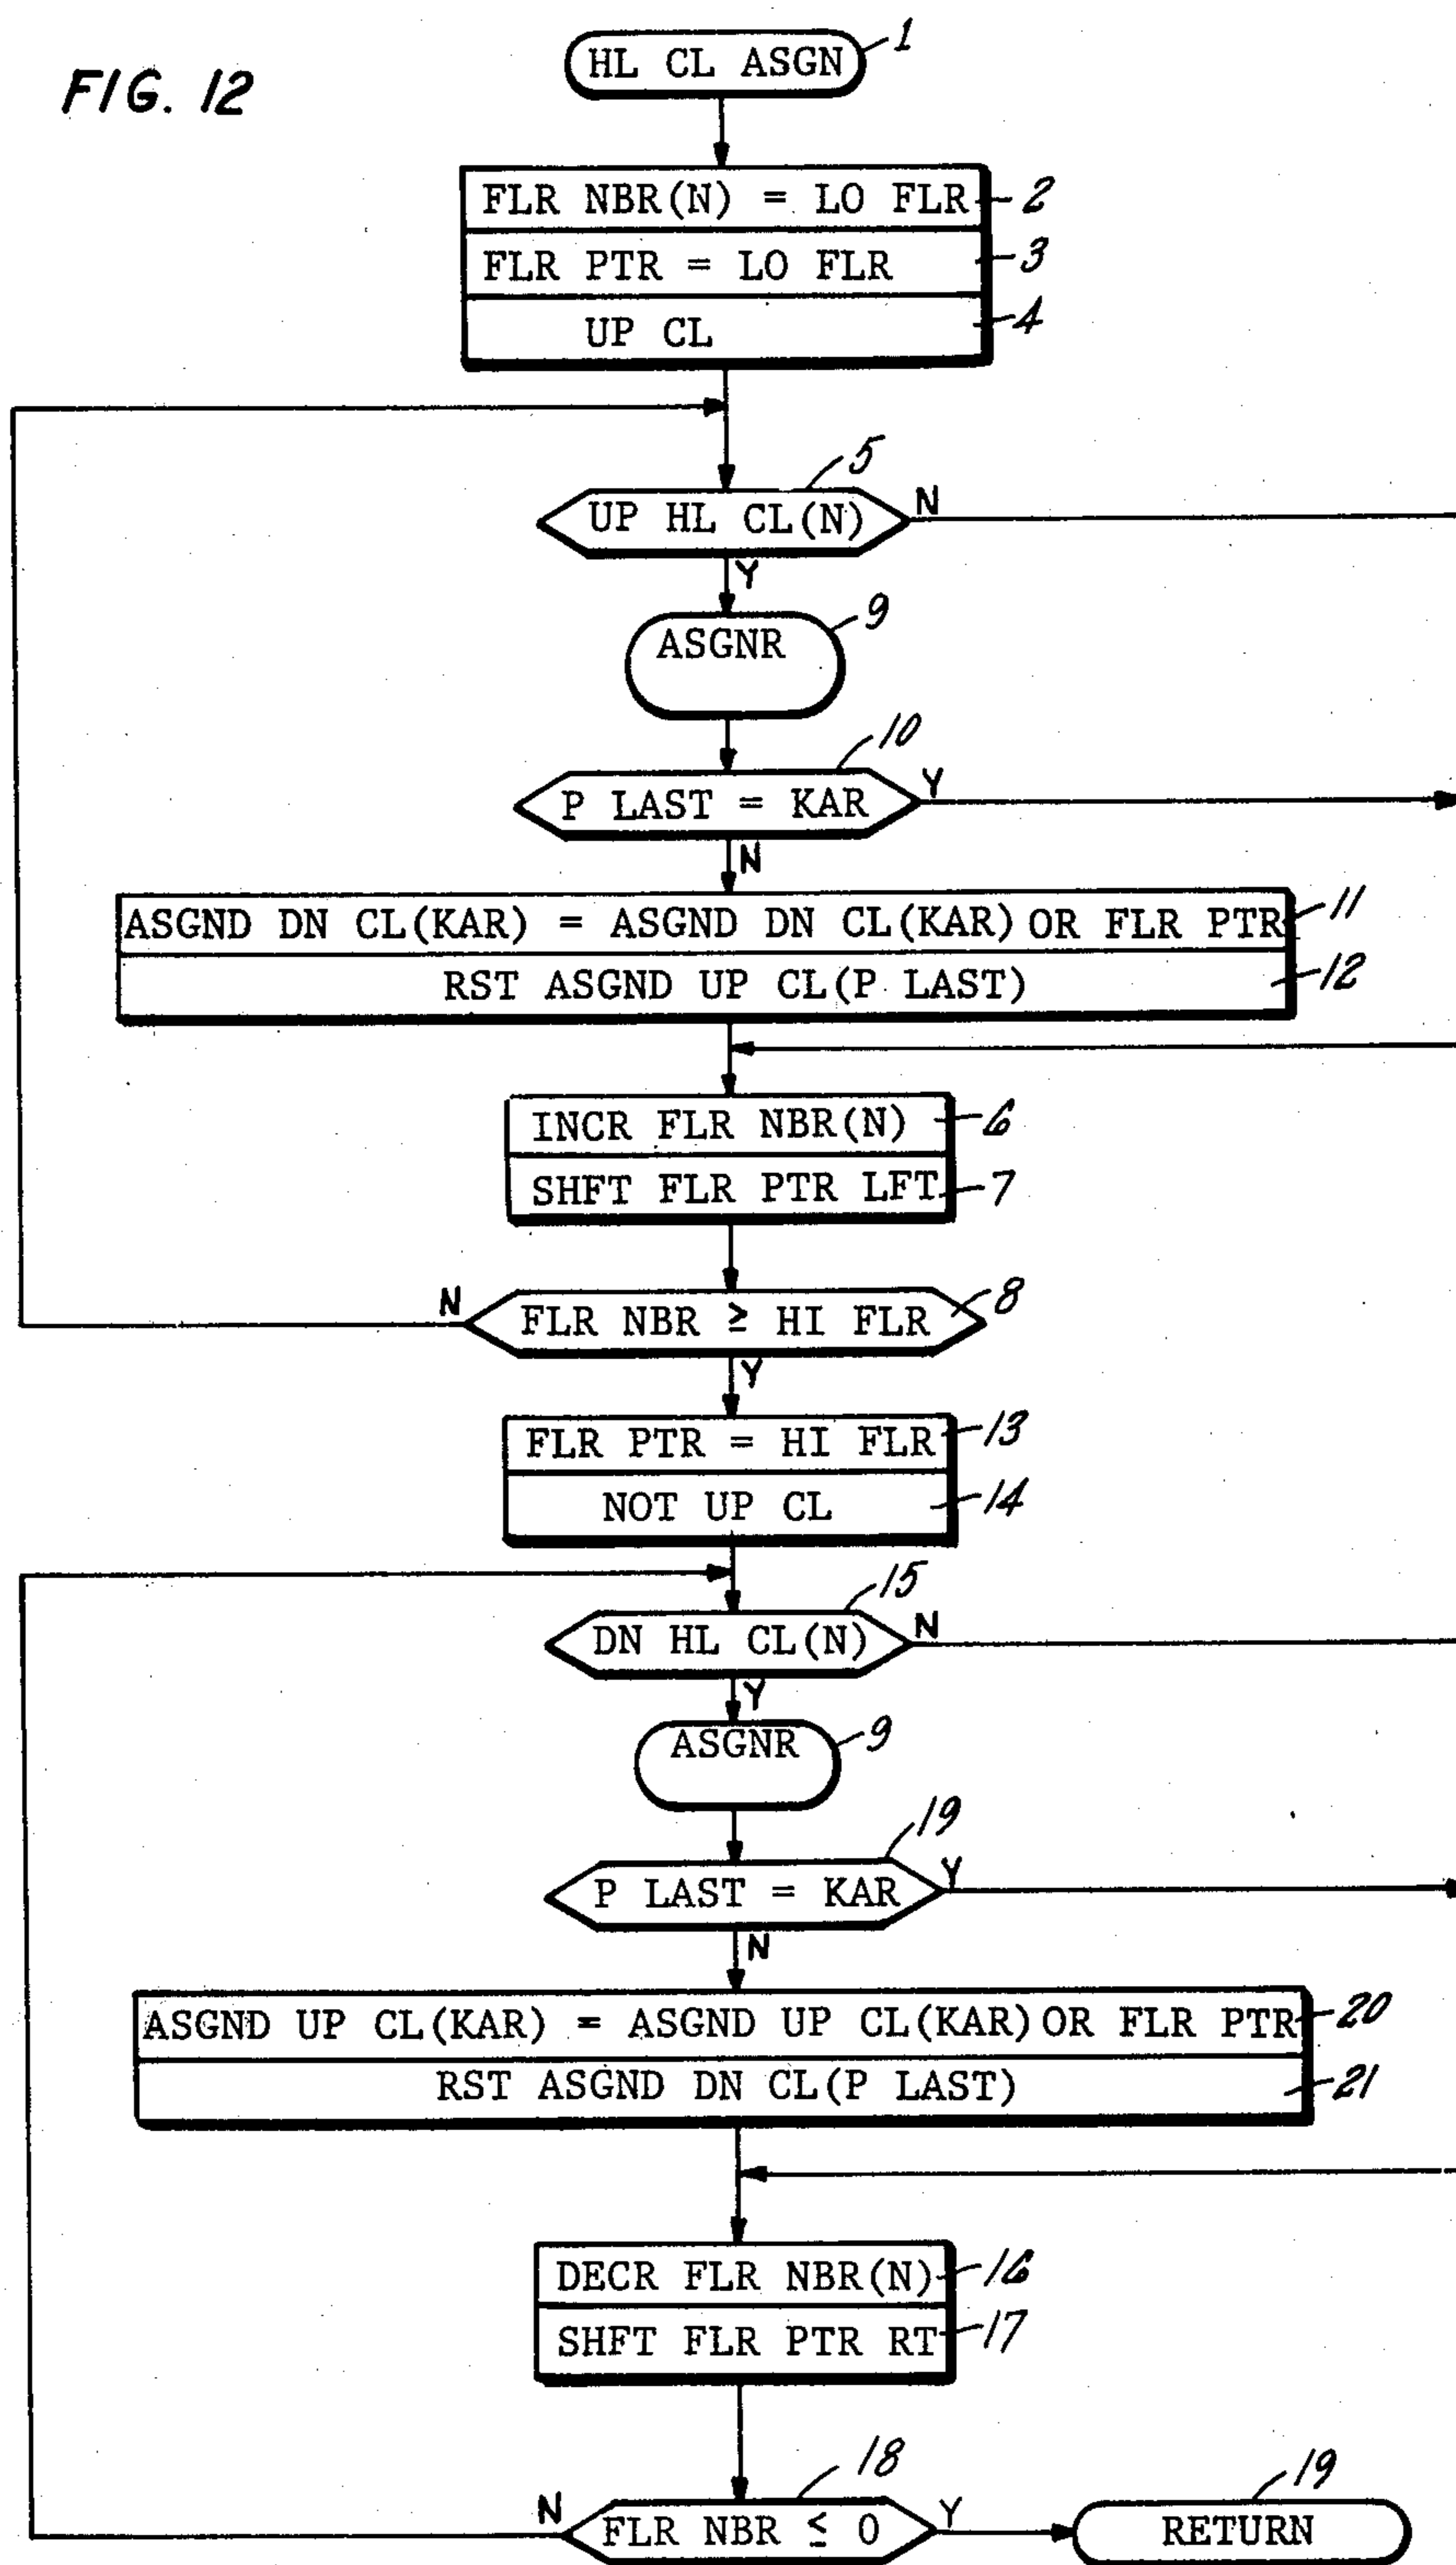 FIG. 12
HL CL ASGN 1
FLR NBR(N) = LO FLR 2
FLR PTR = LO FLR 3
UP CL 4
5
UP HL CL(N) N
Y
ASGNR 9
10
P LAST = KAR Y
N
ASGND DN CL(KAR) = ASGND DN CL(KAR) OR FLR PTR 11
RST ASGND UP CL(P LAST) 12
INCR FLR NBR(N) 6
SHFT FLR PTR LFT 7
N FLR NBR ≥ HI FLR 8
Y
FLR PTR = HI FLR 13
NOT UP CL 14
15
DN HL CL(N) N
Y
ASGNR 9
19
P LAST = KAR Y
N
ASGND UP CL(KAR) = ASGND UP CL(KAR) OR FLR PTR 20
RST ASGND DN CL(P LAST) 21
DECR FLR NBR(N) 16
SHFT FLR PTR RT 17
18 19
N FLR NBR ≤ 0 Y RETURN